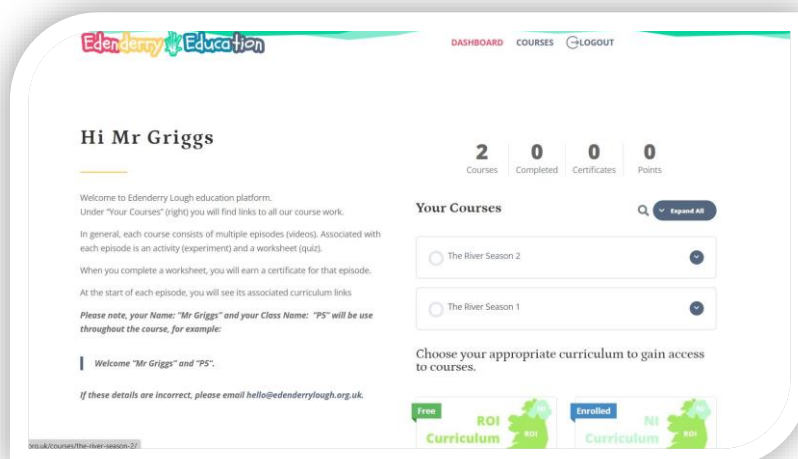 Edenderry Education
DASHBOARD COURSES LOGOUT
Hi Mr Griggs
Welcome to Edenderry Lough education platform.
Under "Your Courses" (right) you will find links to all our course work.
In general, each course consists of multiple episodes (videos). Associated with
each episode is an activity (experiment) and a worksheet (quiz).
When you complete a worksheet, you will earn a certificate for that episode.
At the start of each episode, you will see its associated curriculum links
Please note, your Name: "Mr Griggs" and your Class Name: "P5" will be use
throughout the course, for example:
Welcome "Mr Griggs" and "P5".
If these details are incorrect, please email hello@edenderrylough.org.uk.
2 0 0 0
Courses Completed Certificates Points
Your Courses
Expand All
The River Season 2
The River Season 1
Choose your appropriate curriculum to gain access
to courses.
Free
ROI
Curriculum
NI
ROI
Enrolled
NI
Curriculum
NI
ROI
org.uk/courses/the-river-season-2/